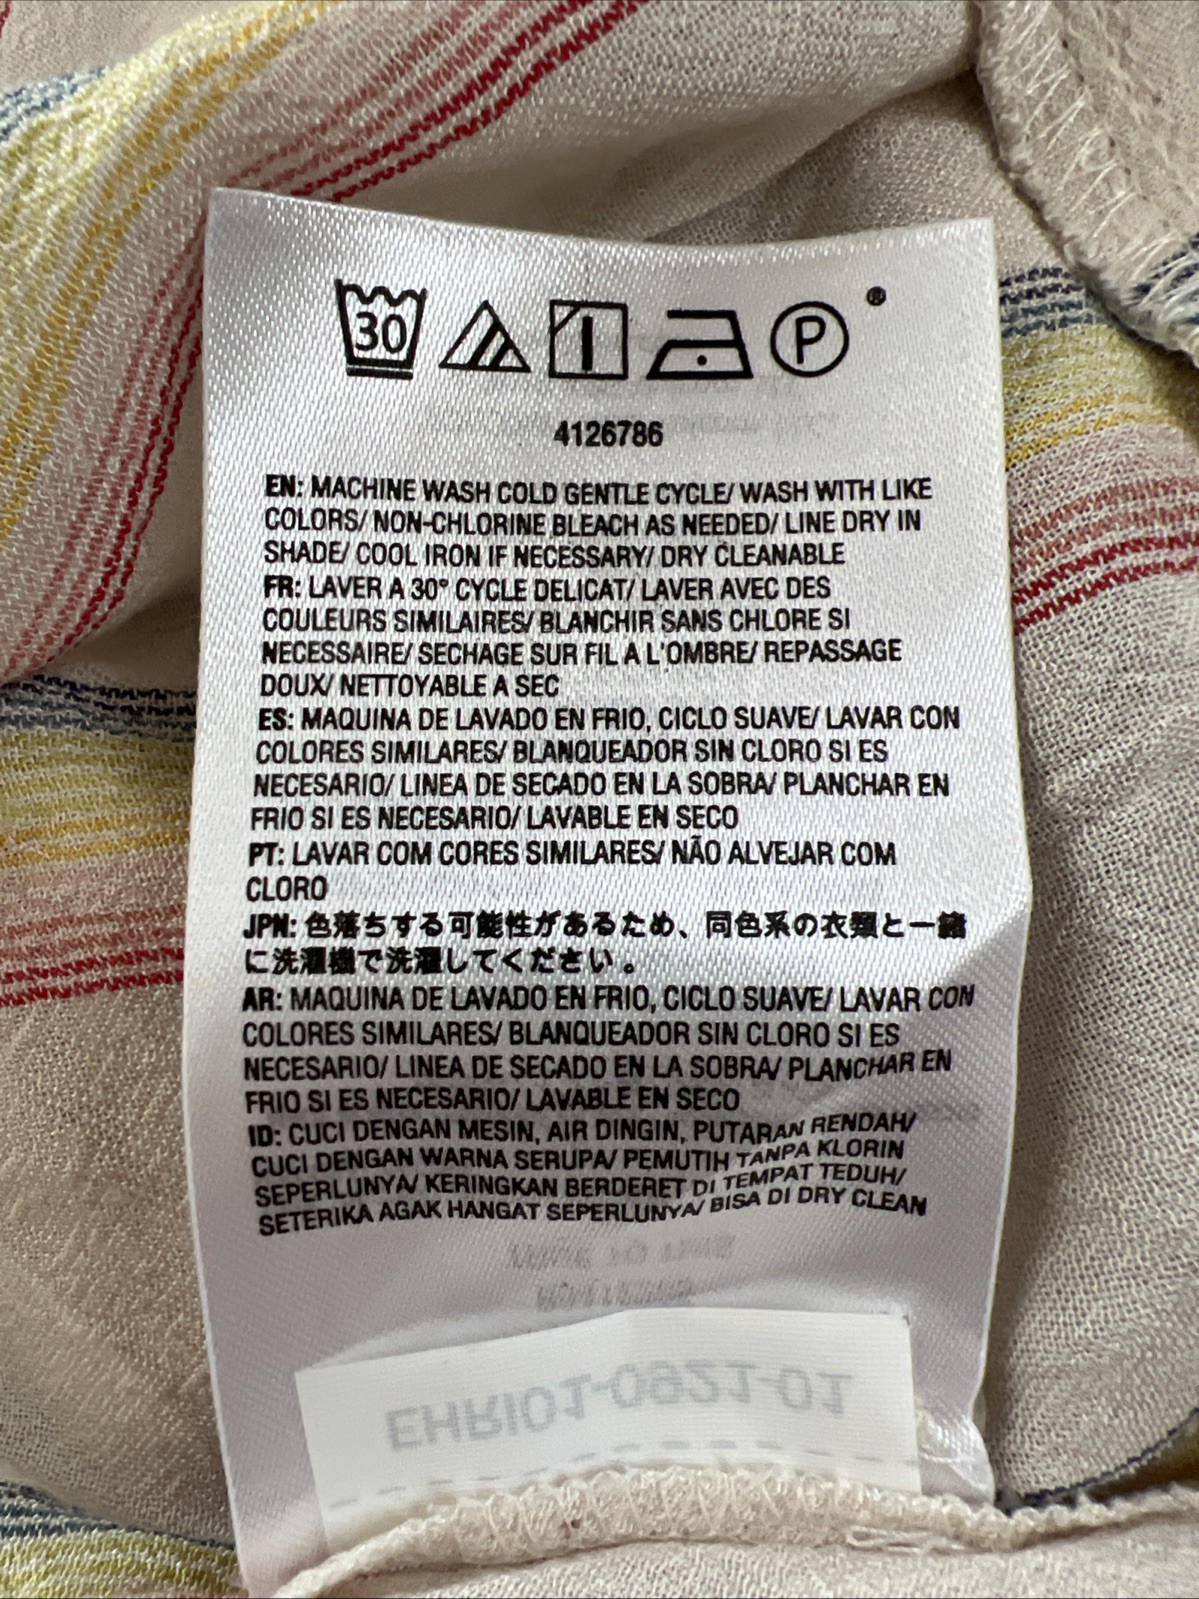 30 P ®
4126786
EN: MACHINE WASH COLD GENTLE CYCLE/ WASH WITH LIKE
COLORS/ NON-CHLORINE BLEACH AS NEEDED/ LINE DRY IN
SHADE/ COOL IRON IF NECESSARY/ DRY CLEANABLE
FR: LAVER A 30° CYCLE DELICAT/ LAVER AVEC DES
COULEURS SIMILAIRES/ BLANCHIR SANS CHLORE SI
NECESSAIRE/ SECHAGE SUR FIL A L'OMBRE/ REPASSAGE
DOUX/ NETTOYABLE A SEC
ES: MAQUINA DE LAVADO EN FRIO, CICLO SUAVE/ LAVAR CON
COLORES SIMILARES/ BLANQUEADOR SIN CLORO SI ES
NECESARIO/ LINEA DE SECADO EN LA SOBRA/ PLANCHAR EN
FRIO SI ES NECESARIO/ LAVABLE EN SECO
PT: LAVAR COM CORES SIMILARES/ NÃO ALVEJAR COM
CLORO
JPN: 色落ちする可能性があるため、同色系の衣類と一緒
に洗濯機で洗濯してください。
AR: MAQUINA DE LAVADO EN FRIO, CICLO SUAVE/ LAVAR CON
COLORES SIMILARES/ BLANQUEADOR SIN CLORO SI ES
NECESARIO/ LINEA DE SECADO EN LA SOBRA/ PLANCHAR EN
FRIO SI ES NECESARIO/ LAVABLE EN SECO
ID: CUCI DENGAN MESIN, AIR DINGIN, PUTARAN RENDAH/
CUCI DENGAN WARNA SERUPA/ PEMUTIH TANPA KLORIN
SEPERLUNYA/ KERINGKAN BERDERET DI TEMPAT TEDUH/
SETERIKA AGAK HANGAT SEPERLUNYA/ BISA DI DRY CLEAN
EHRI01-0921-01